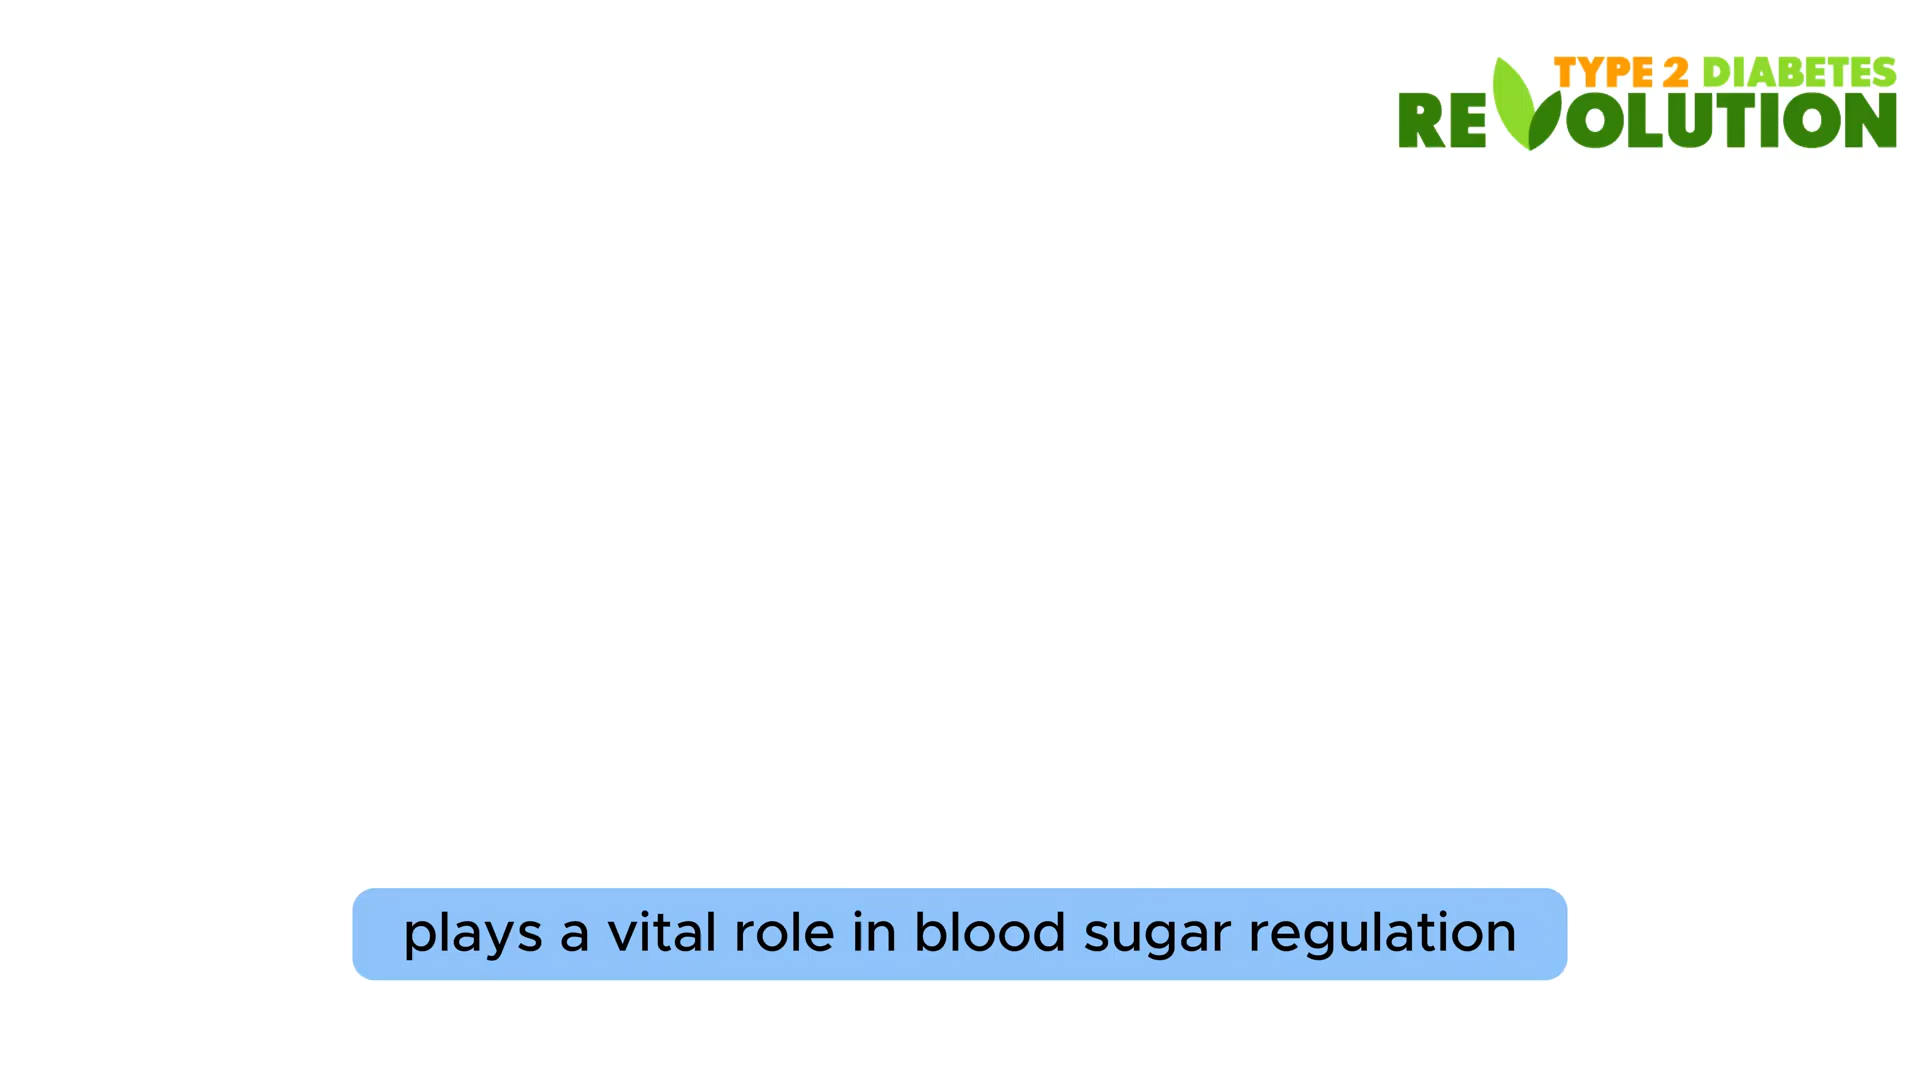 TYPE 2 DIABETES
REVOLUTION
plays a vital role in blood sugar regulation